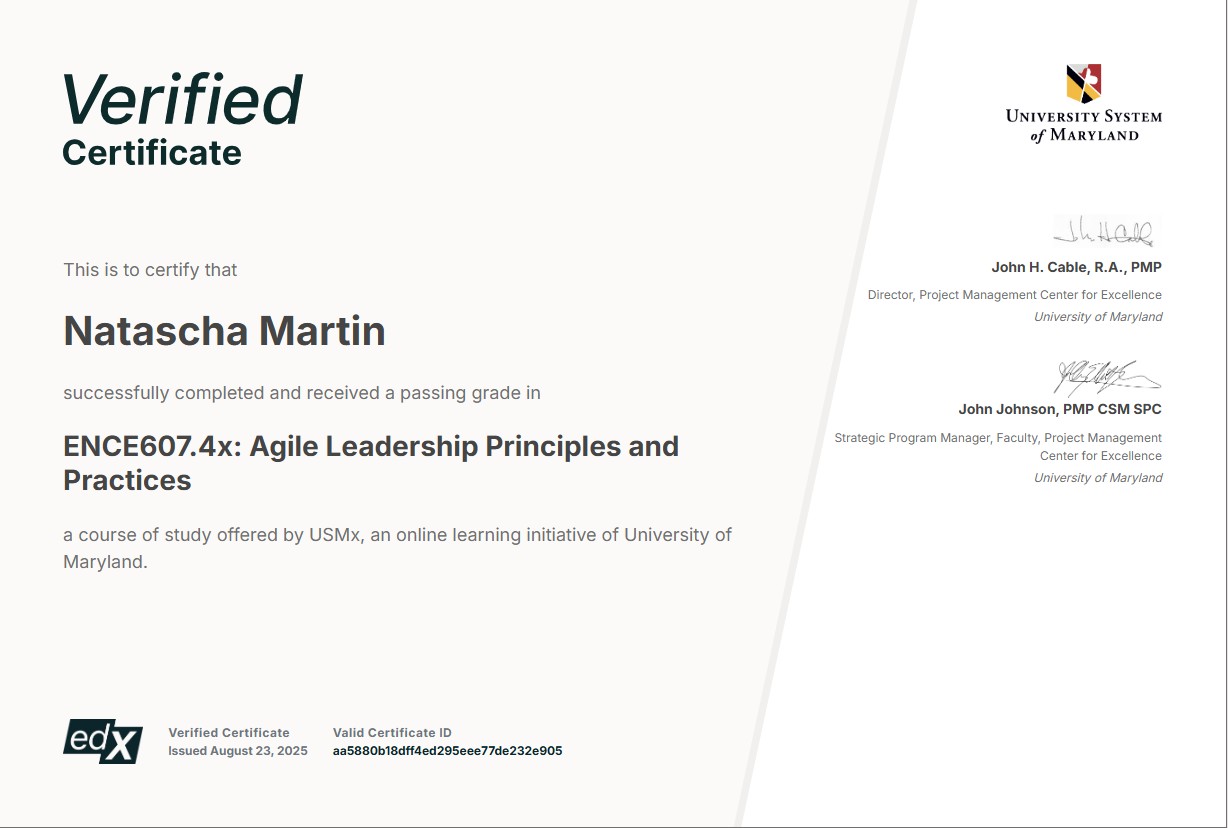 Verified
Certificate
This is to certify that
Natascha Martin
successfully completed and received a passing grade in
ENCE607.4x: Agile Leadership Principles and
Practices
a course of study offered by USMx, an online learning initiative of University of
Maryland.
edX
Verified Certificate
Issued August 23, 2025
Valid Certificate ID
aa5880b18dff4ed295eee77de232e905
UNIVERSITY SYSTEM
of MARYLAND
John H. Cable, R.A., PMP
Director, Project Management Center for Excellence
University of Maryland
John Johnson, PMP CSM SPC
Strategic Program Manager, Faculty, Project Management
Center for Excellence
University of Maryland